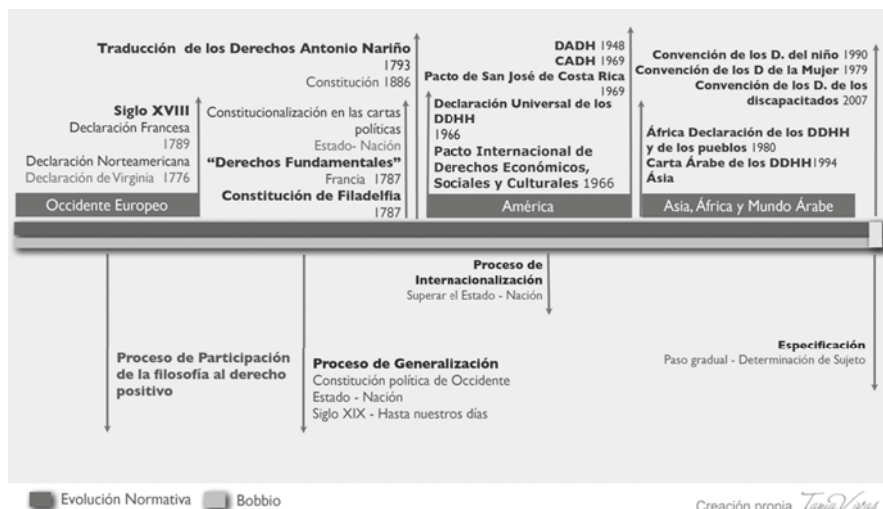 Traducción de los Derechos Antonio Nariño
1793
Constitución 1886
Siglo XVIII
Declaración Francesa
1789
Declaración Norteamericana
Declaración de Virginia 1776
Occidente Europeo
Constitucionalización en las cartas
políticas
Estado- Nación
“Derechos Fundamentales”
Francia 1787
Constitución de Filadelfia
1787
DADH 1948
CADH 1969
Pacto de San José de Costa Rica
1969
Declaración Universal de los
DDHH
1966
Pacto Internacional de
Derechos Económicos,
Sociales y Culturales 1966
América
Convención de los D. del niño 1990
Convención de los D de la Mujer 1979
Convención de los D. de los
discapacitados 2007
África Declaración de los DDHH
y de los pueblos 1980
Carta Árabe de los DDHH1994
Ásia
Asia, África y Mundo Árabe
Proceso de Participación
de la filosofía al derecho
positivo
Proceso de Generalización
Constitución política de Occidente
Estado - Nación
Siglo XIX - Hasta nuestros días
Proceso de
Internacionalización
Superar el Estado - Nación
Especificación
Paso gradual - Determinación de Sujeto
Evolución Normativa
Bobbio
Creación propia Tania Vivas